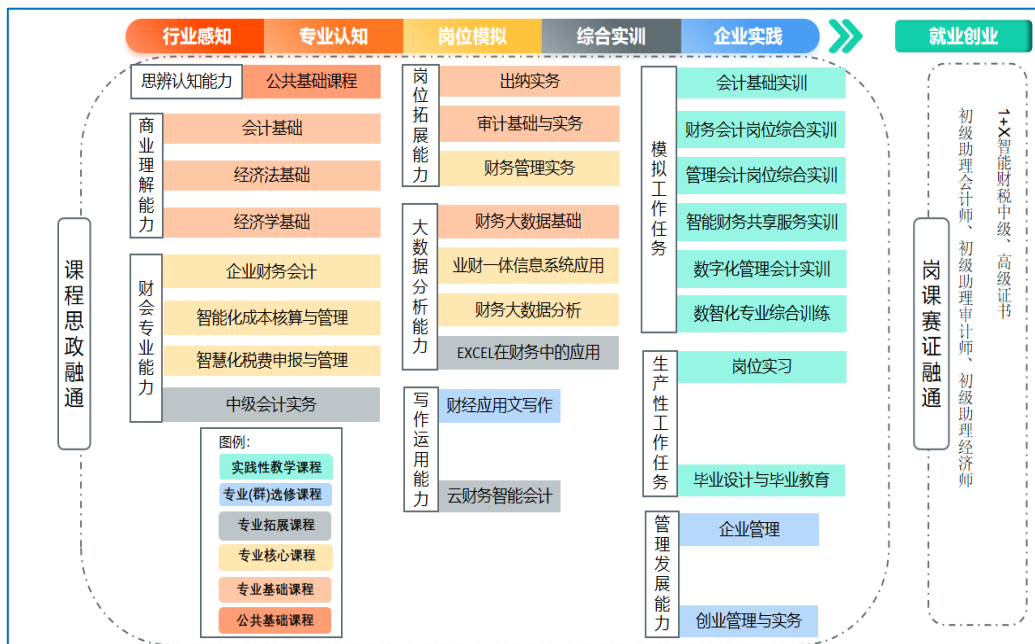 行业感知
专业认知
岗位模拟
综合实训
企业实践
就业创业
课程思政融通
思辨认知能力
公共基础课程
商业理解能力
会计基础
经济法基础
经济学基础
财会专业能力
企业财务会计
智能化成本核算与管理
智慧化税费申报与管理
中级会计实务
图例:
实践性教学课程
专业(群)选修课程
专业拓展课程
专业核心课程
专业基础课程
公共基础课程
岗位拓展能力
出纳实务
审计基础与实务
财务管理实务
大数据分析能力
财务大数据基础
业财一体信息系统应用
财务大数据分析
EXCEL在财务中的应用
写作运用能力
财经应用文写作
云财务智能会计
模拟工作任务
会计基础实训
财务会计岗位综合实训
管理会计岗位综合实训
智能财务共享服务实训
数字化管理会计实训
数智化专业综合训练
生产性工作任务
岗位实习
毕业设计与毕业教育
管理发展能力
企业管理
创业管理与实务
岗课赛证融通
1+X智能财税中级、高级证书
初级助理会计师、初级助理审计师、初级助理经济师